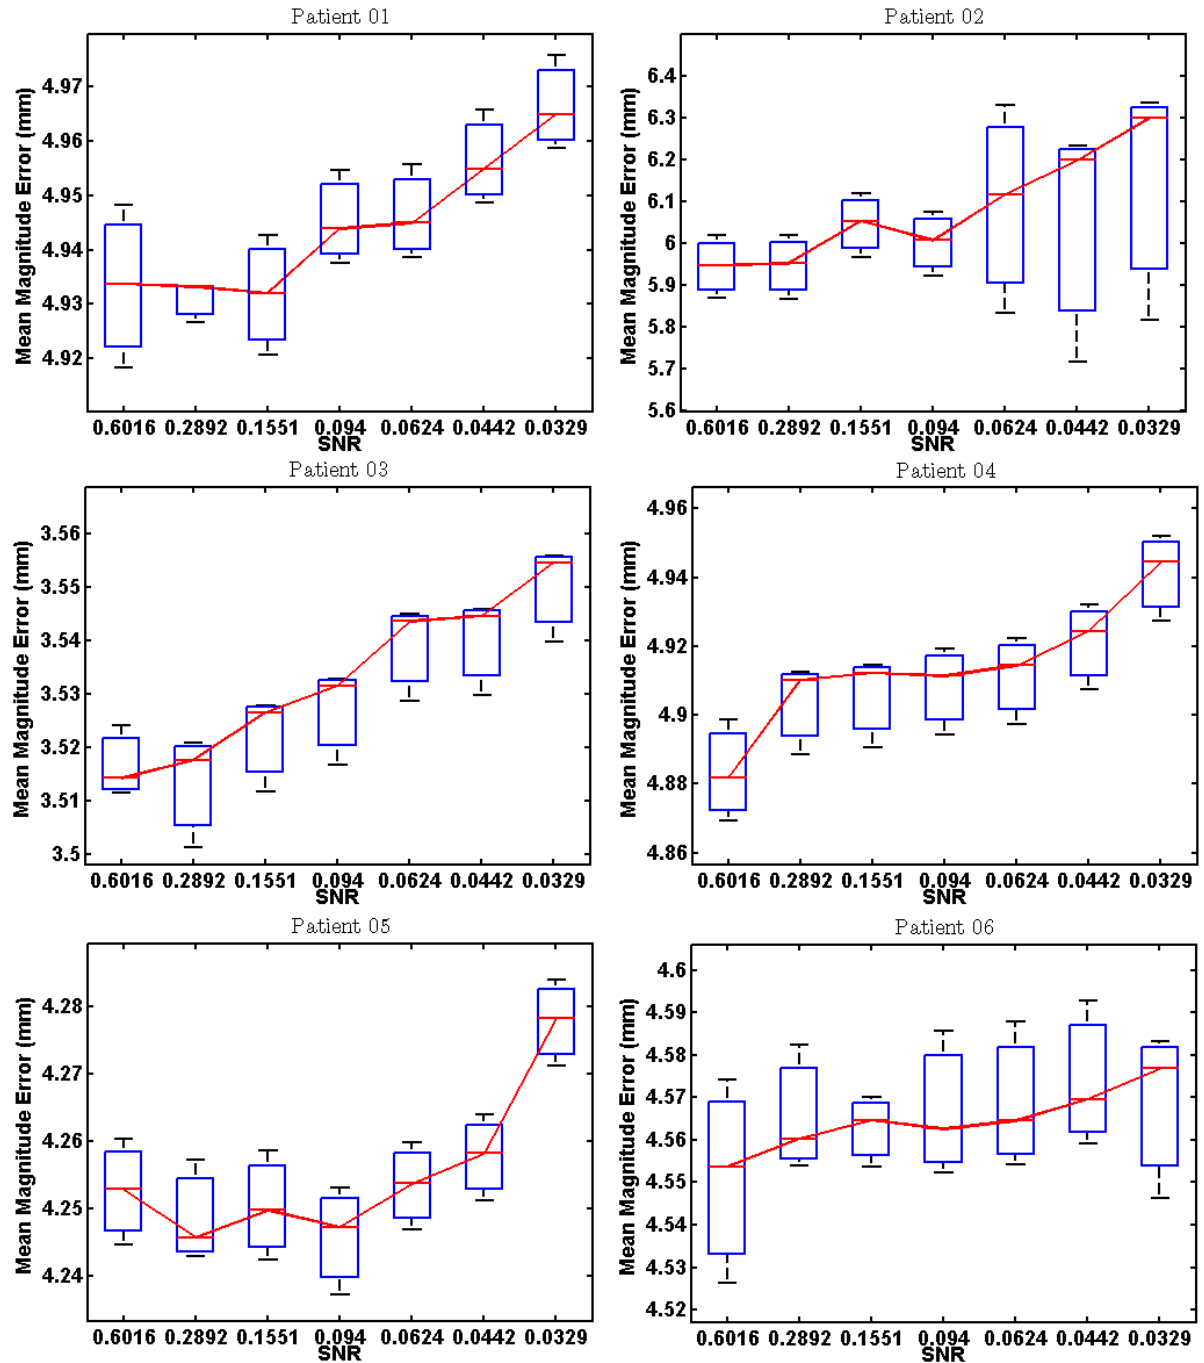 Patient 01
Mean Magnitude Error (mm)
4.97
4.96
4.95
4.94
4.93
4.92
0.6016 0.2892 0.1551 0.094 0.0624 0.0442 0.0329
SNR
Patient 02
Mean Magnitude Error (mm)
6.4
6.3
6.2
6.1
6
5.9
5.8
5.7
5.6
0.6016 0.2892 0.1551 0.094 0.0624 0.0442 0.0329
SNR
Patient 03
Mean Magnitude Error (mm)
3.56
3.55
3.54
3.53
3.52
3.51
3.5
0.6016 0.2892 0.1551 0.094 0.0624 0.0442 0.0329
SNR
Patient 04
Mean Magnitude Error (mm)
4.96
4.94
4.92
4.9
4.88
4.86
0.6016 0.2892 0.1551 0.094 0.0624 0.0442 0.0329
SNR
Patient 05
Mean Magnitude Error (mm)
4.28
4.27
4.26
4.25
4.24
0.6016 0.2892 0.1551 0.094 0.0624 0.0442 0.0329
SNR
Patient 06
Mean Magnitude Error (mm)
4.6
4.59
4.58
4.57
4.56
4.55
4.54
4.53
4.52
0.6016 0.2892 0.1551 0.094 0.0624 0.0442 0.0329
SNR